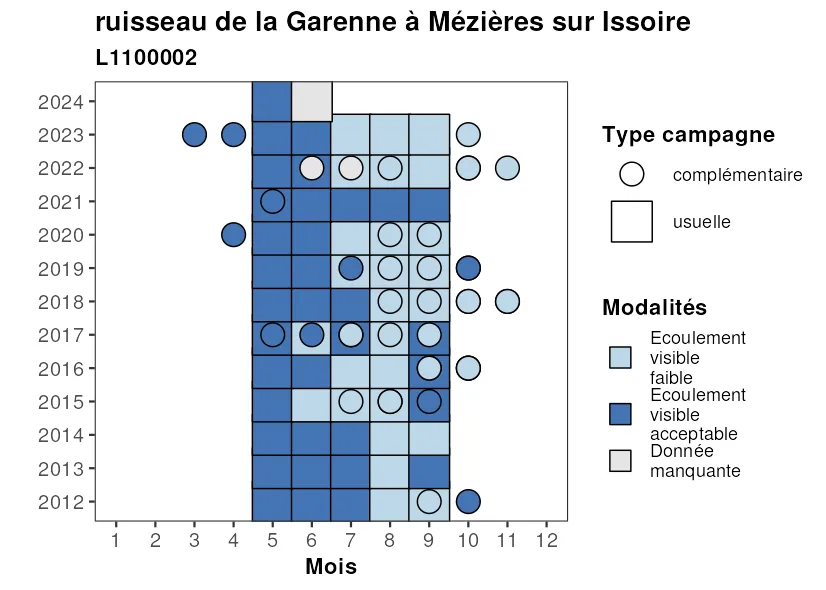 ruisseau de la Garenne à Mézières sur Issoire
L1100002
2024
2023
2022
2021
2020
2019
2018
2017
2016
2015
2014
2013
2012
1 2 3 4 5 6 7 8 9 10 11 12
Mois
Type campagne
complémentaire
usuelle
Modalités
Ecoulement
visible
faible
Ecoulement
visible
acceptable
Donnée
manquante